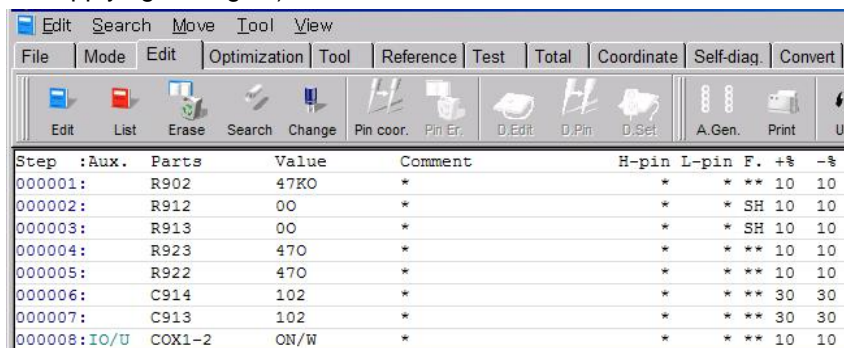 Edit Search Move Tool View
File Mode Edit Optimization Tool Reference Test Total Coordinate Self-diag. Convert
Edit List Erase Search Change Pin coor. Pin Er. D.Edit D.Pin D.Set A.Gen. Print
Step :Aux. Parts Value Comment H-pin L-pin F. +% -%
000001: R902 47KO * * * ** 10 10
000002: R912 0O * * * SH 10 10
000003: R913 0O * * * SH 10 10
000004: R923 47O * * * ** 10 10
000005: R922 47O * * * ** 10 10
000006: C914 102 * * * ** 30 30
000007: C913 102 * * * ** 30 30
000008:IO/U COX1-2 ON/W * * * ** 10 10